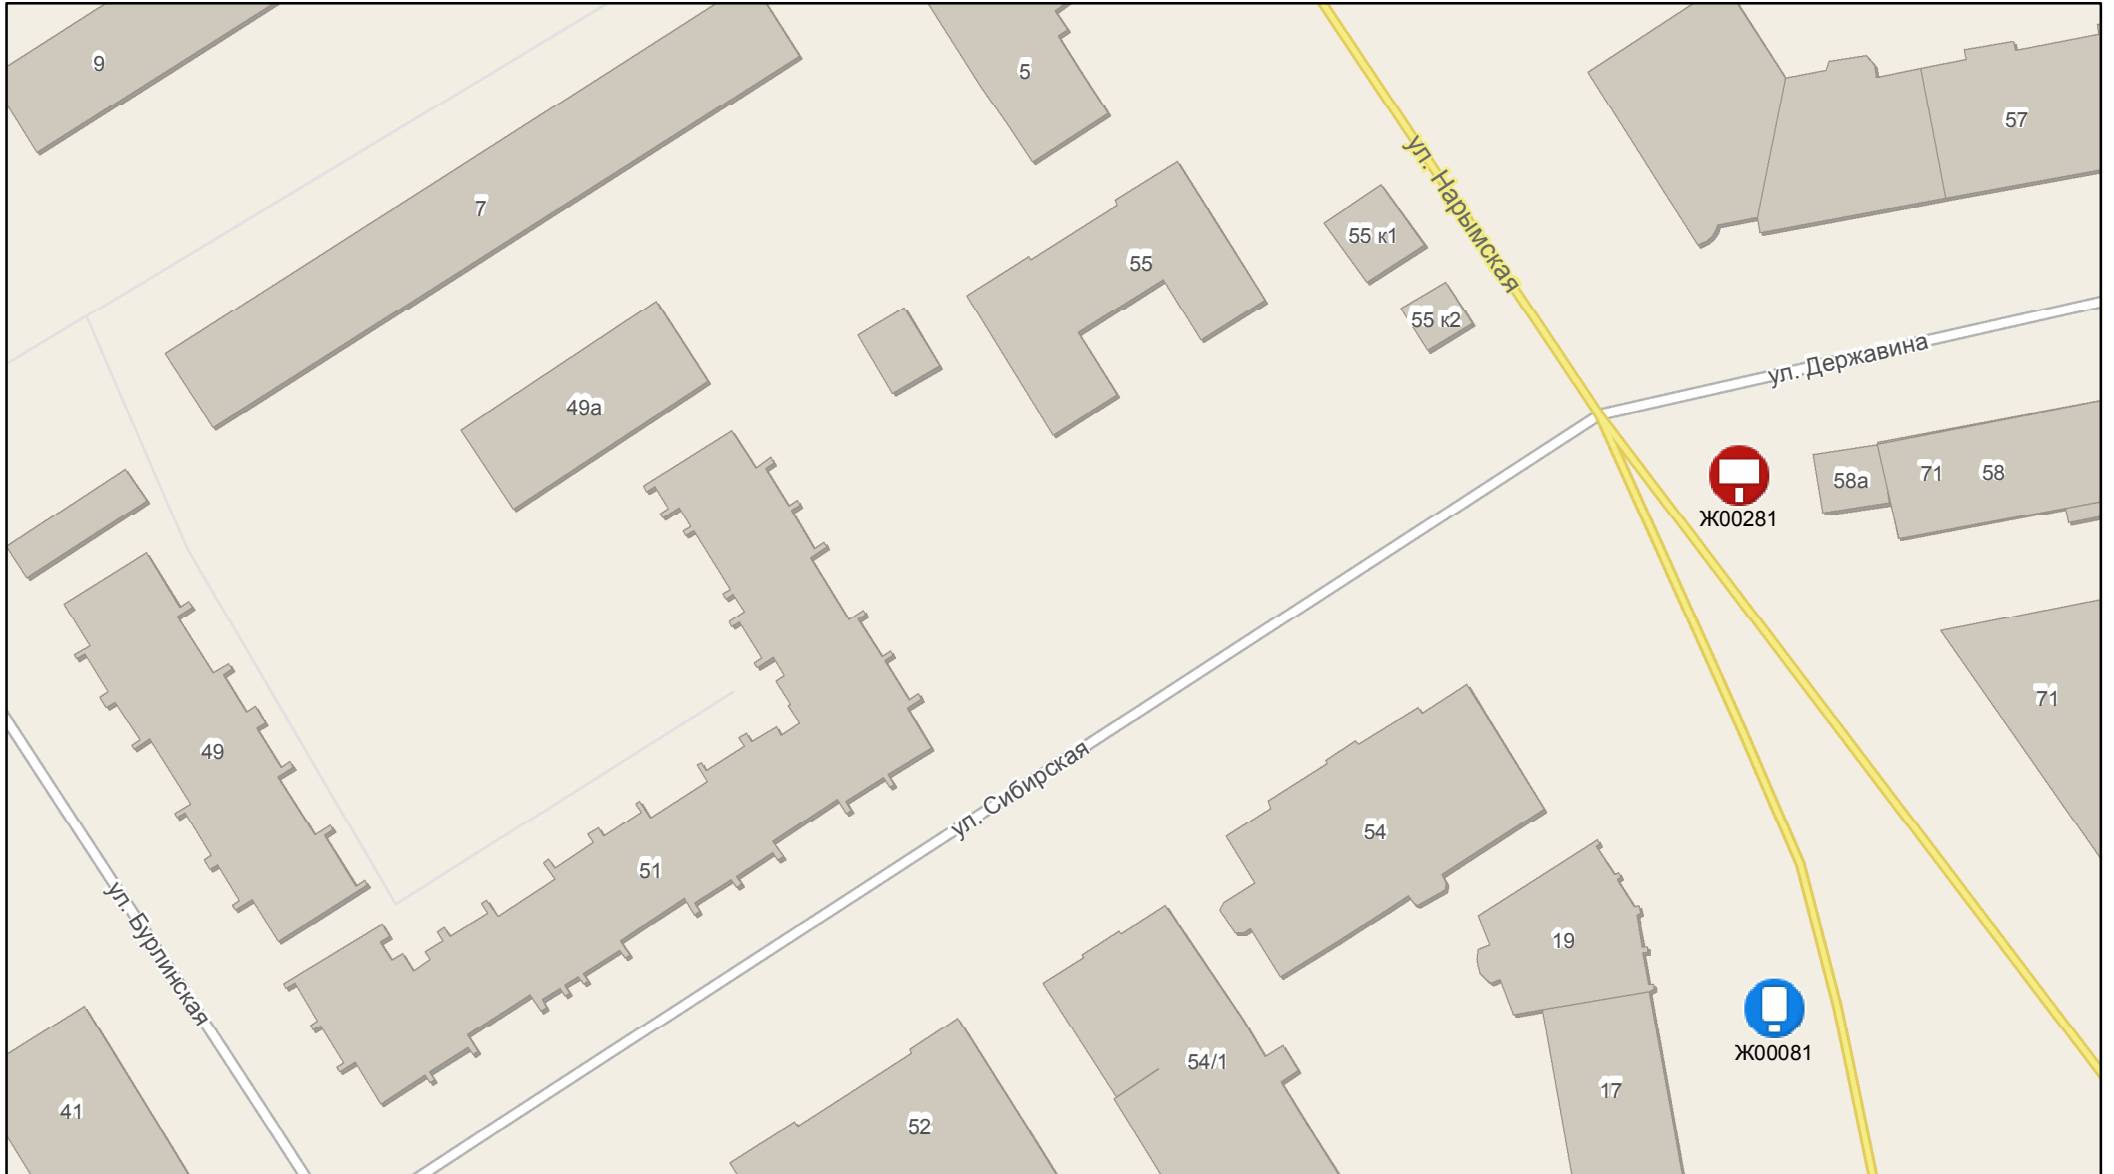 9
5
57
7
ул. Нарымская
55 к1
55
55 к2
ул. Державина
49а
58а
71
58
Ж00281
71
49
ул. Сибирская
54
51
19
ул. Бурлинская
Ж00081
54/1
17
41
52